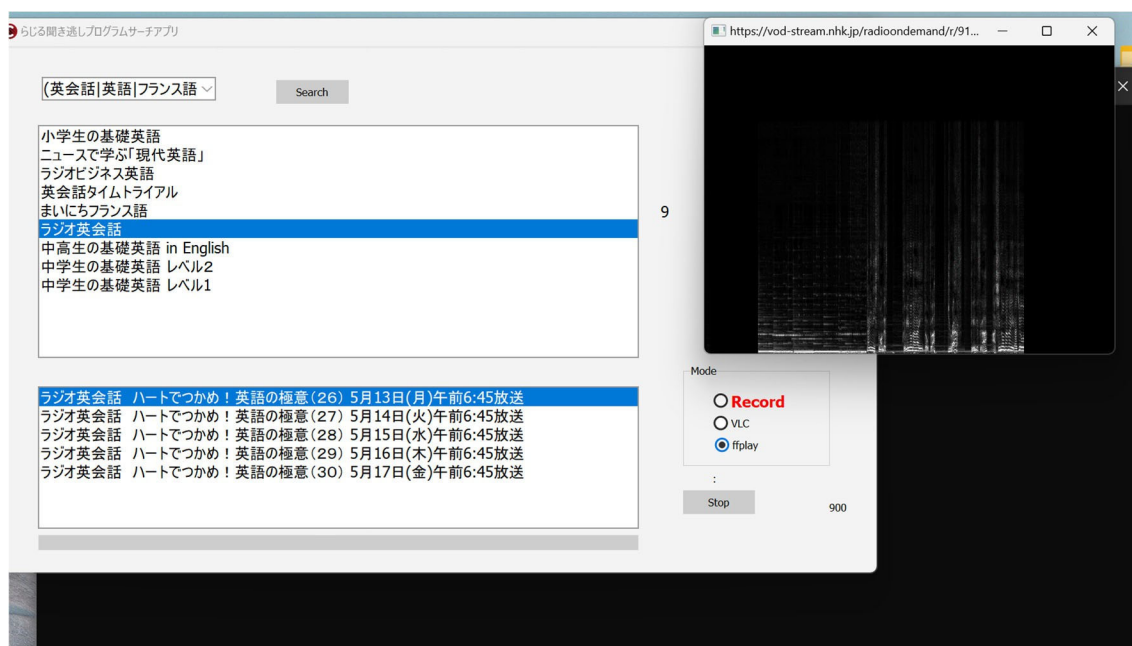 らじる聞き逃しプログラムサーチアプリ
https://vod-stream.nhk.jp/radioondemand/r/91...
(英会話|英語|フランス語
Search
小学生の基礎英語
ニュースで学ぶ「現代英語」
ラジオビジネス英語
英会話タイムトライアル
まいにちフランス語
ラジオ英会話
中高生の基礎英語 in English
中学生の基礎英語 レベル2
中学生の基礎英語 レベル1
9
ラジオ英会話 ハートでつかめ！英語の極意(26) 5月13日(月)午前6:45放送
ラジオ英会話 ハートでつかめ！英語の極意(27) 5月14日(火)午前6:45放送
ラジオ英会話 ハートでつかめ！英語の極意(28) 5月15日(水)午前6:45放送
ラジオ英会話 ハートでつかめ！英語の極意(29) 5月16日(木)午前6:45放送
ラジオ英会話 ハートでつかめ！英語の極意(30) 5月17日(金)午前6:45放送
Mode
Record
VLC
ffplay
:
Stop
900